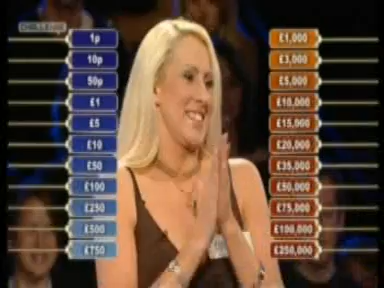 CHALLENGE
1p £1,000
10p £3,000
50p £5,000
£1 £10,000
£5 £15,000
£10 £20,000
£50 £35,000
£100 £50,000
£250 £75,000
£500 £100,000
£750 £250,000